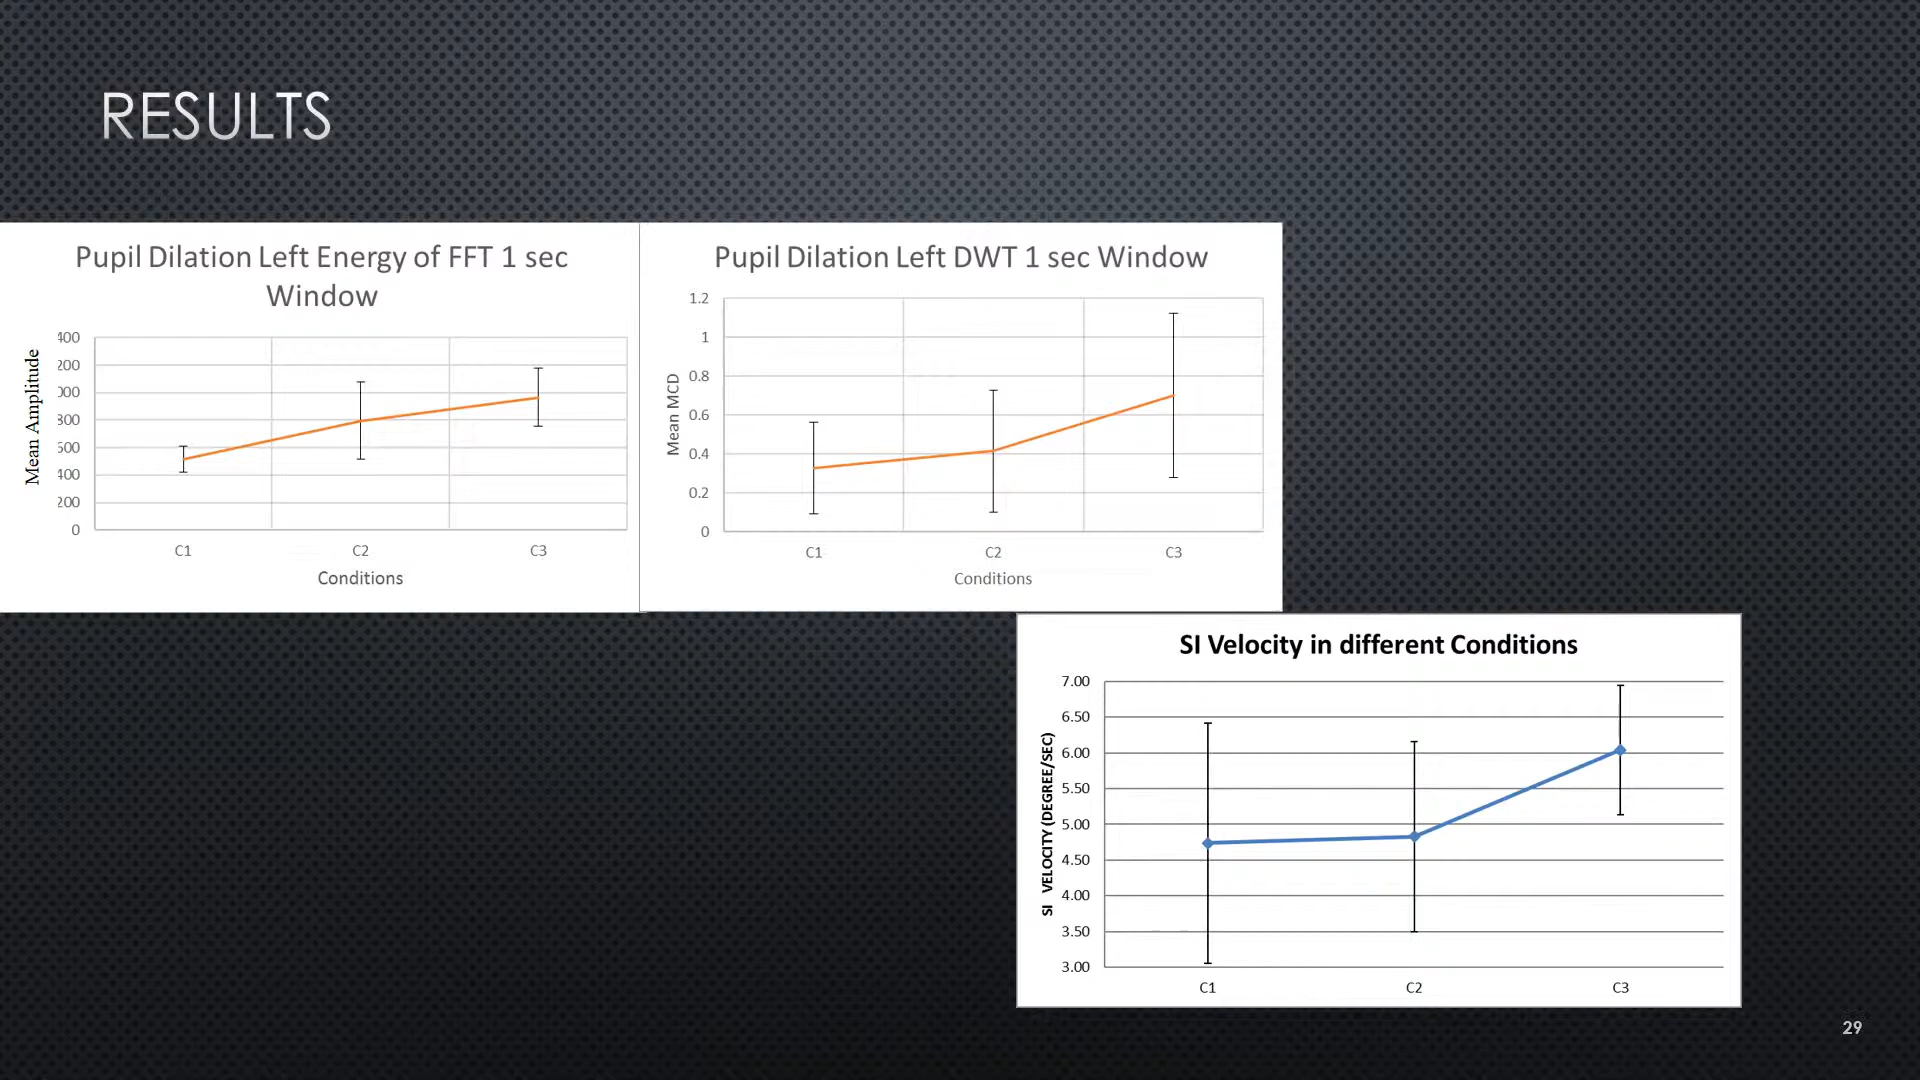 RESULTS
Pupil Dilation Left Energy of FFT 1 sec
Window
Mean Amplitude
400
200
000
800
600
400
200
0
C1 C2 C3
Conditions
Pupil Dilation Left DWT 1 sec Window
Mean MCD
1.2
1
0.8
0.6
0.4
0.2
0
C1 C2 C3
Conditions
SI Velocity in different Conditions
SI VELOCITY (DEGREE/SEC)
7.00
6.50
6.00
5.50
5.00
4.50
4.00
3.50
3.00
C1 C2 C3
29